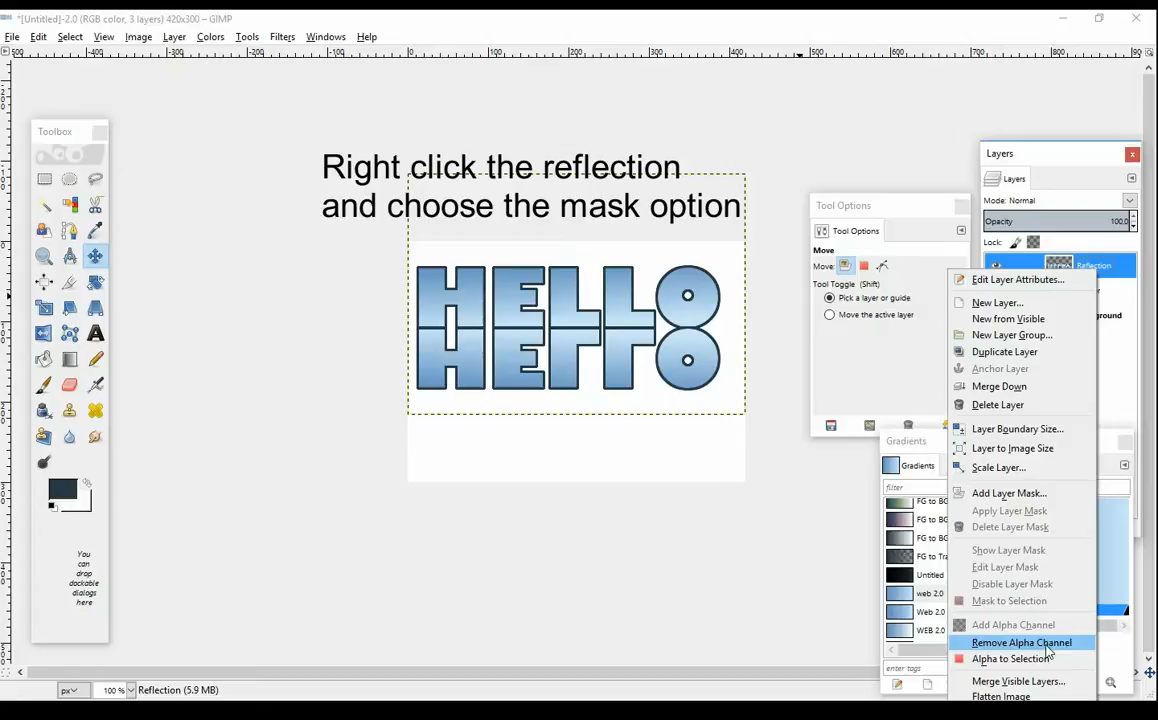 *[Untitled]-2.0 (RGB color, 3 layers) 420x300 – GIMP
File Edit Select View Image Layer Colors Tools Filters Windows Help
Toolbox
You
can
drop
dockable
dialogs
here
Right click the reflection
and choose the mask option
HELLO
Tool Options
Tool Options
Move
Move:
Tool Toggle (Shift)
Pick a layer or guide
Move the active layer
Layers
Layers
Mode: Normal
Opacity 100.0
Lock:
Reflection
Edit Layer Attributes...
New Layer...
New from Visible
New Layer Group...
Duplicate Layer
Anchor Layer
Merge Down
Delete Layer
Layer Boundary Size...
Layer to Image Size
Scale Layer...
Add Layer Mask...
Apply Layer Mask
Delete Layer Mask
Show Layer Mask
Edit Layer Mask
Disable Layer Mask
Mask to Selection
Add Alpha Channel
Remove Alpha Channel
Alpha to Selection
Merge Visible Layers...
Flatten Image
Gradients
Gradients
filter
FG to BG
FG to BG
FG to BG
FG to Tra
Untitled
web 2.0
Web 2.0
WEB 2.0
enter tags
px 100 % Reflection (5.9 MB)